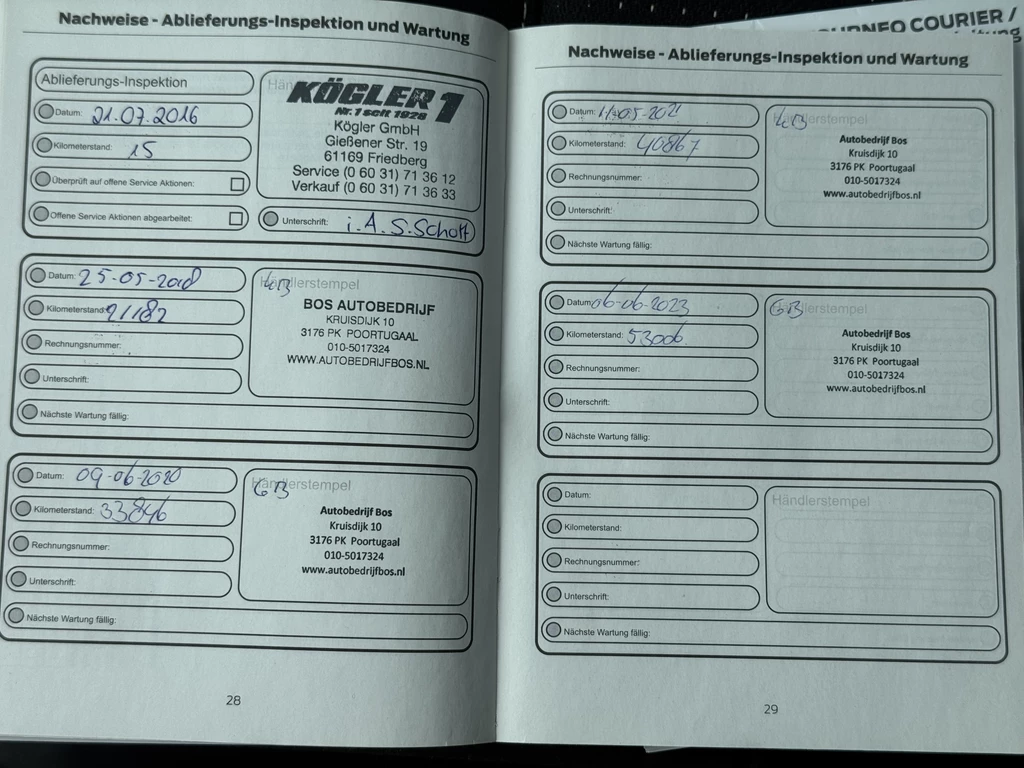 Nachweise - Ablieferungs-Inspektion und Wartung
Ablieferungs-Inspektion
Datum: 21.07.2016
Kilometerstand: 15
Überprüft auf offene Service Aktionen:
Offene Service Aktionen abgearbeitet:
KÖGLER 1
Nr. 1 seit 1928
Kögler GmbH
Gießener Str. 19
61169 Friedberg
Service (0 60 31) 71 36 12
Verkauf (0 60 31) 71 36 33
Unterschrift: i.A. S. Schott
Datum: 25-05-2018
Kilometerstand: 21182
Rechnungsnummer:
Unterschrift:
Nächste Wartung fällig:
Händlerstempel
BOS AUTOBEDRIJF
KRUISDIJK 10
3176 PK POORTUGAAL
010-5017324
WWW.AUTOBEDRIJFBOS.NL
Datum: 09-06-2020
Kilometerstand: 33846
Rechnungsnummer:
Unterschrift:
Nächste Wartung fällig:
Händlerstempel
Autobedrijf Bos
Kruisdijk 10
3176 PK Poortugaal
010-5017324
www.autobedrijfbos.nl
28
COURIER /
Nachweise - Ablieferungs-Inspektion und Wartung
Datum: 11-05-2021
Kilometerstand: 40867
Rechnungsnummer:
Unterschrift:
Nächste Wartung fällig:
Händlerstempel
Autobedrijf Bos
Kruisdijk 10
3176 PK Poortugaal
010-5017324
www.autobedrijfbos.nl
Datum: 06-06-2023
Kilometerstand: 53006
Rechnungsnummer:
Unterschrift:
Nächste Wartung fällig:
Händlerstempel
Autobedrijf Bos
Kruisdijk 10
3176 PK Poortugaal
010-5017324
www.autobedrijfbos.nl
Datum:
Kilometerstand:
Rechnungsnummer:
Unterschrift:
Nächste Wartung fällig:
Händlerstempel
29